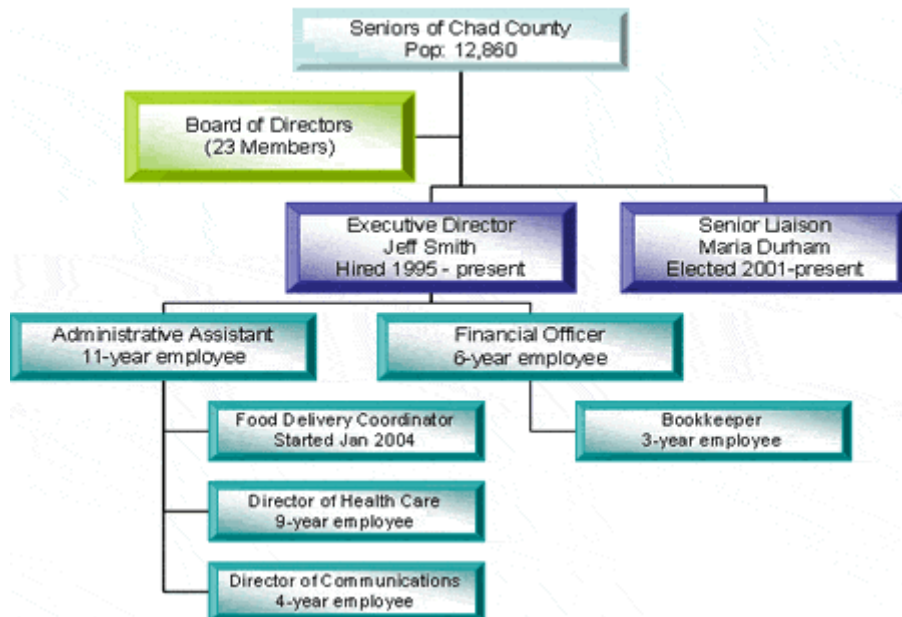 Seniors of Chad County
Pop: 12,860
Board of Directors
(23 Members)
Executive Director
Jeff Smith
Hired 1995 - present
Senior Liaison
Maria Durham
Elected 2001-present
Administrative Assistant
11-year employee
Financial Officer
6-year employee
Food Delivery Coordinator
Started Jan 2004
Bookkeeper
3-year employee
Director of Health Care
9-year employee
Director of Communications
4-year employee